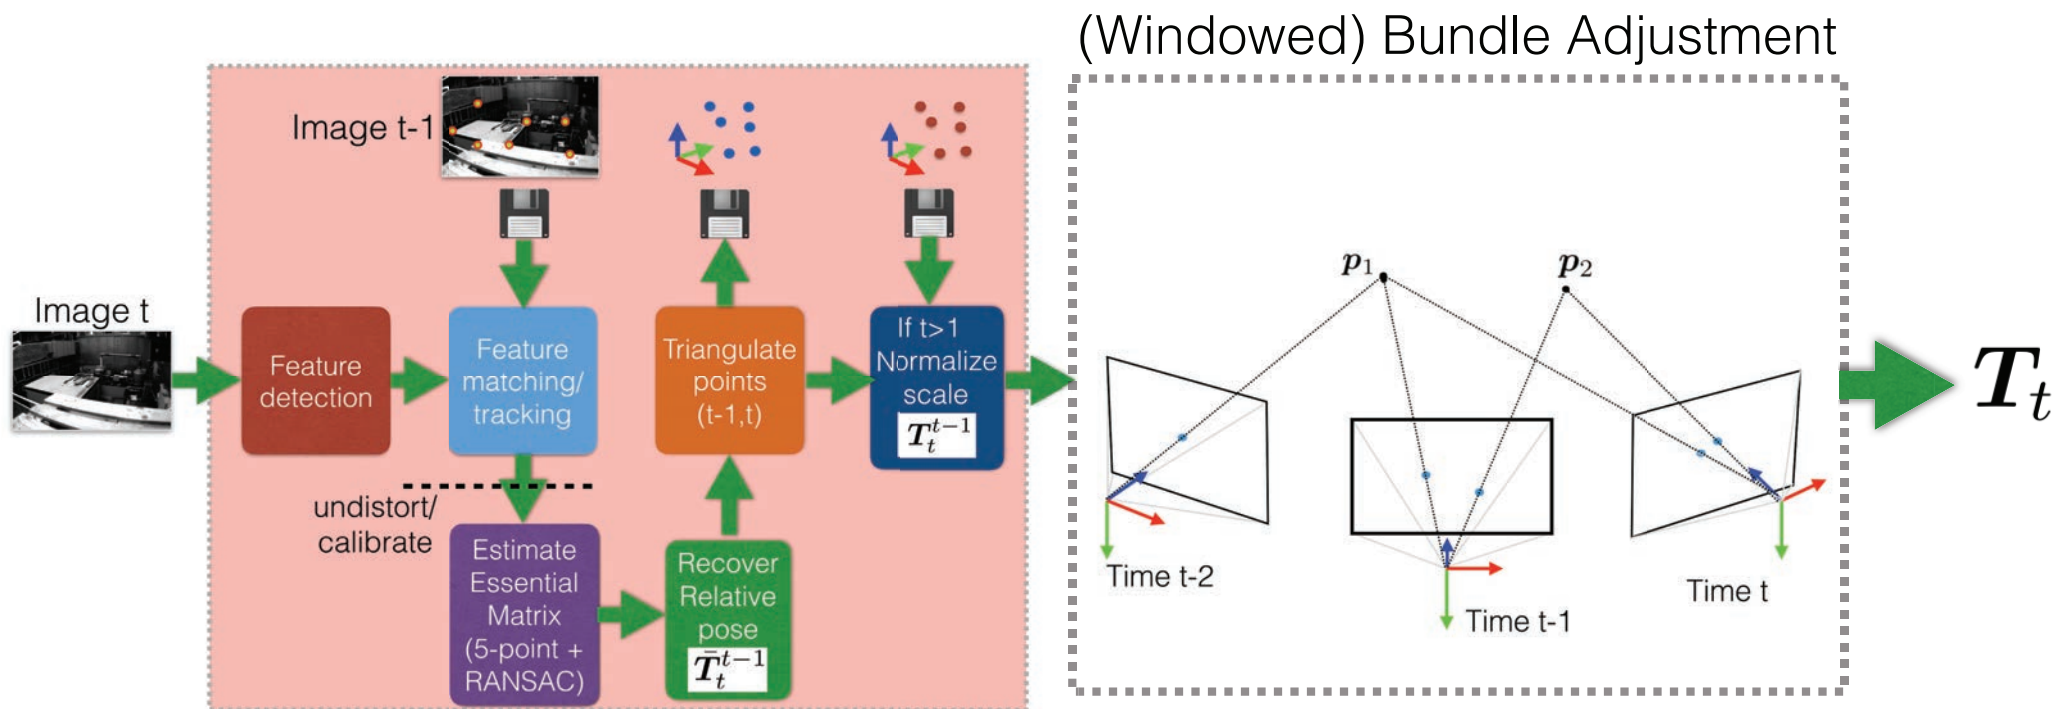 (Windowed) Bundle Adjustment
Image t-1
Image t
Feature
detection
Feature
matching/
tracking
undistort/
calibrate
Estimate
Essential
Matrix
(5-point +
RANSAC)
Recover
Relative
pose
T̄_t^{t-1}
Triangulate
points
(t-1,t)
If t>1
Normalize
scale
T_t^{t-1}
p_1
p_2
Time t-2
Time t-1
Time t
T_t